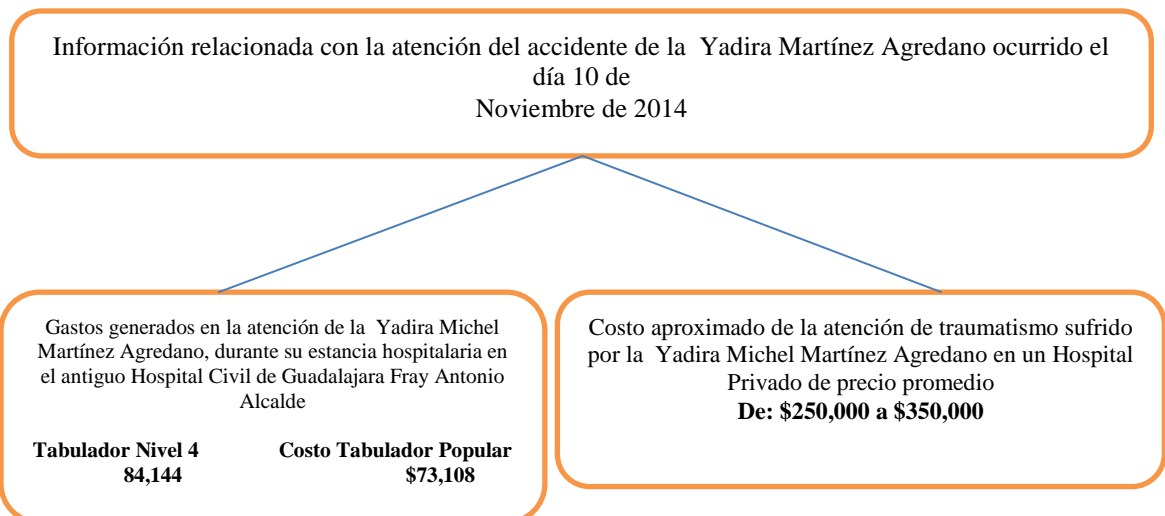 Información relacionada con la atención del accidente de la Yadira Martínez Agredano ocurrido el
día 10 de
Noviembre de 2014
Gastos generados en la atención de la Yadira Michel
Martínez Agredano, durante su estancia hospitalaria en
el antiguo Hospital Civil de Guadalajara Fray Antonio
Alcalde
Tabulador Nivel 4 Costo Tabulador Popular
84,144 $73,108
Costo aproximado de la atención de traumatismo sufrido
por la Yadira Michel Martínez Agredano en un Hospital
Privado de precio promedio
De: $250,000 a $350,000